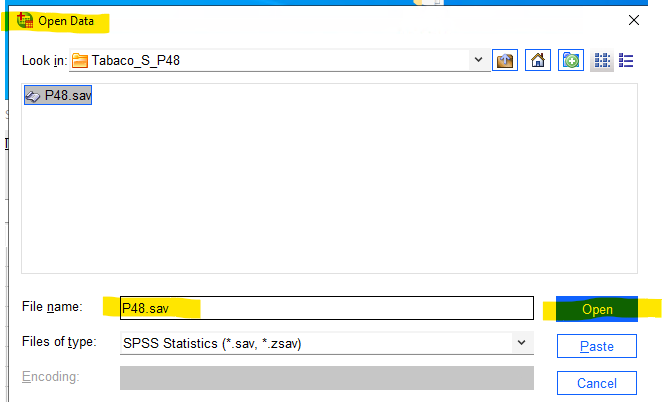 Open Data
Look in: Tabaco_S_P48
P48.sav
File name: P48.sav Open
Files of type: SPSS Statistics (*.sav, *.zsav) Paste
Encoding: Cancel